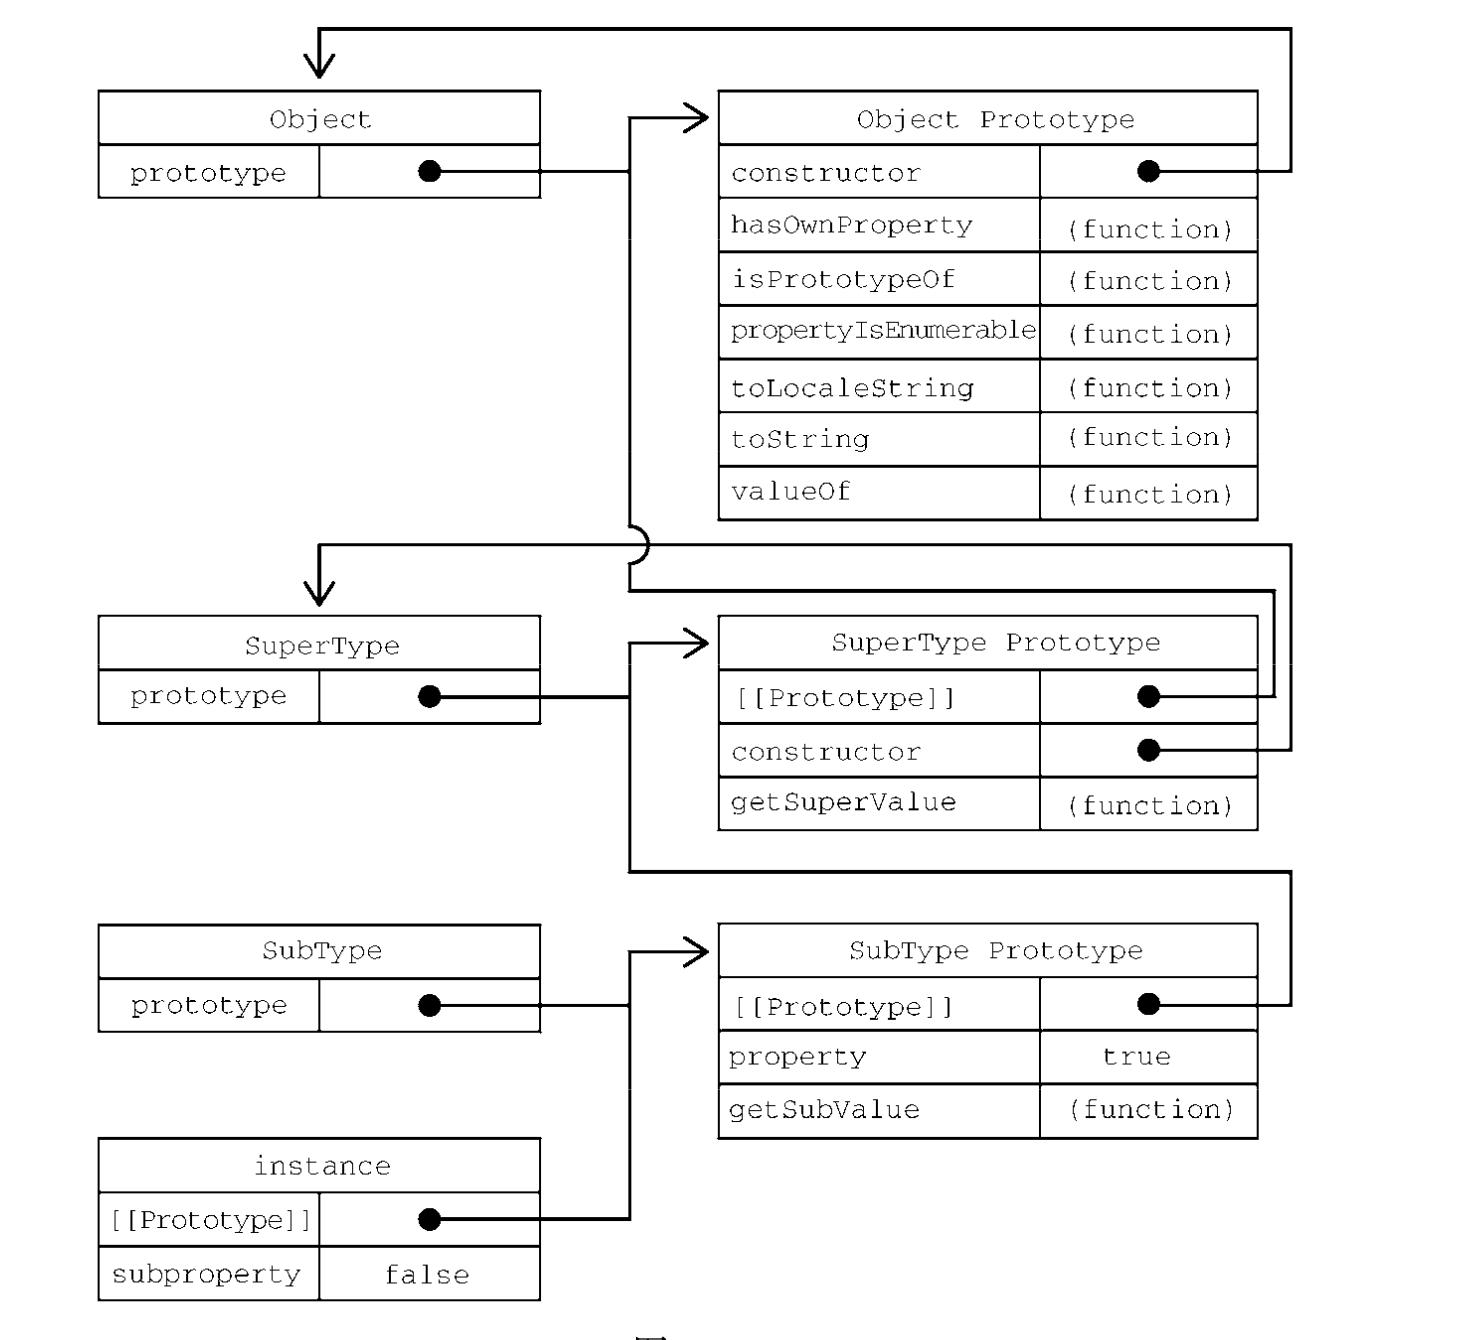 Object
prototype
Object Prototype
constructor
hasOwnProperty (function)
isPrototypeOf (function)
propertyIsEnumerable (function)
toLocaleString (function)
toString (function)
valueOf (function)
SuperType
prototype
SuperType Prototype
[[Prototype]]
constructor
getSuperValue (function)
SubType
prototype
SubType Prototype
[[Prototype]]
property true
getSubValue (function)
instance
[[Prototype]]
subproperty false